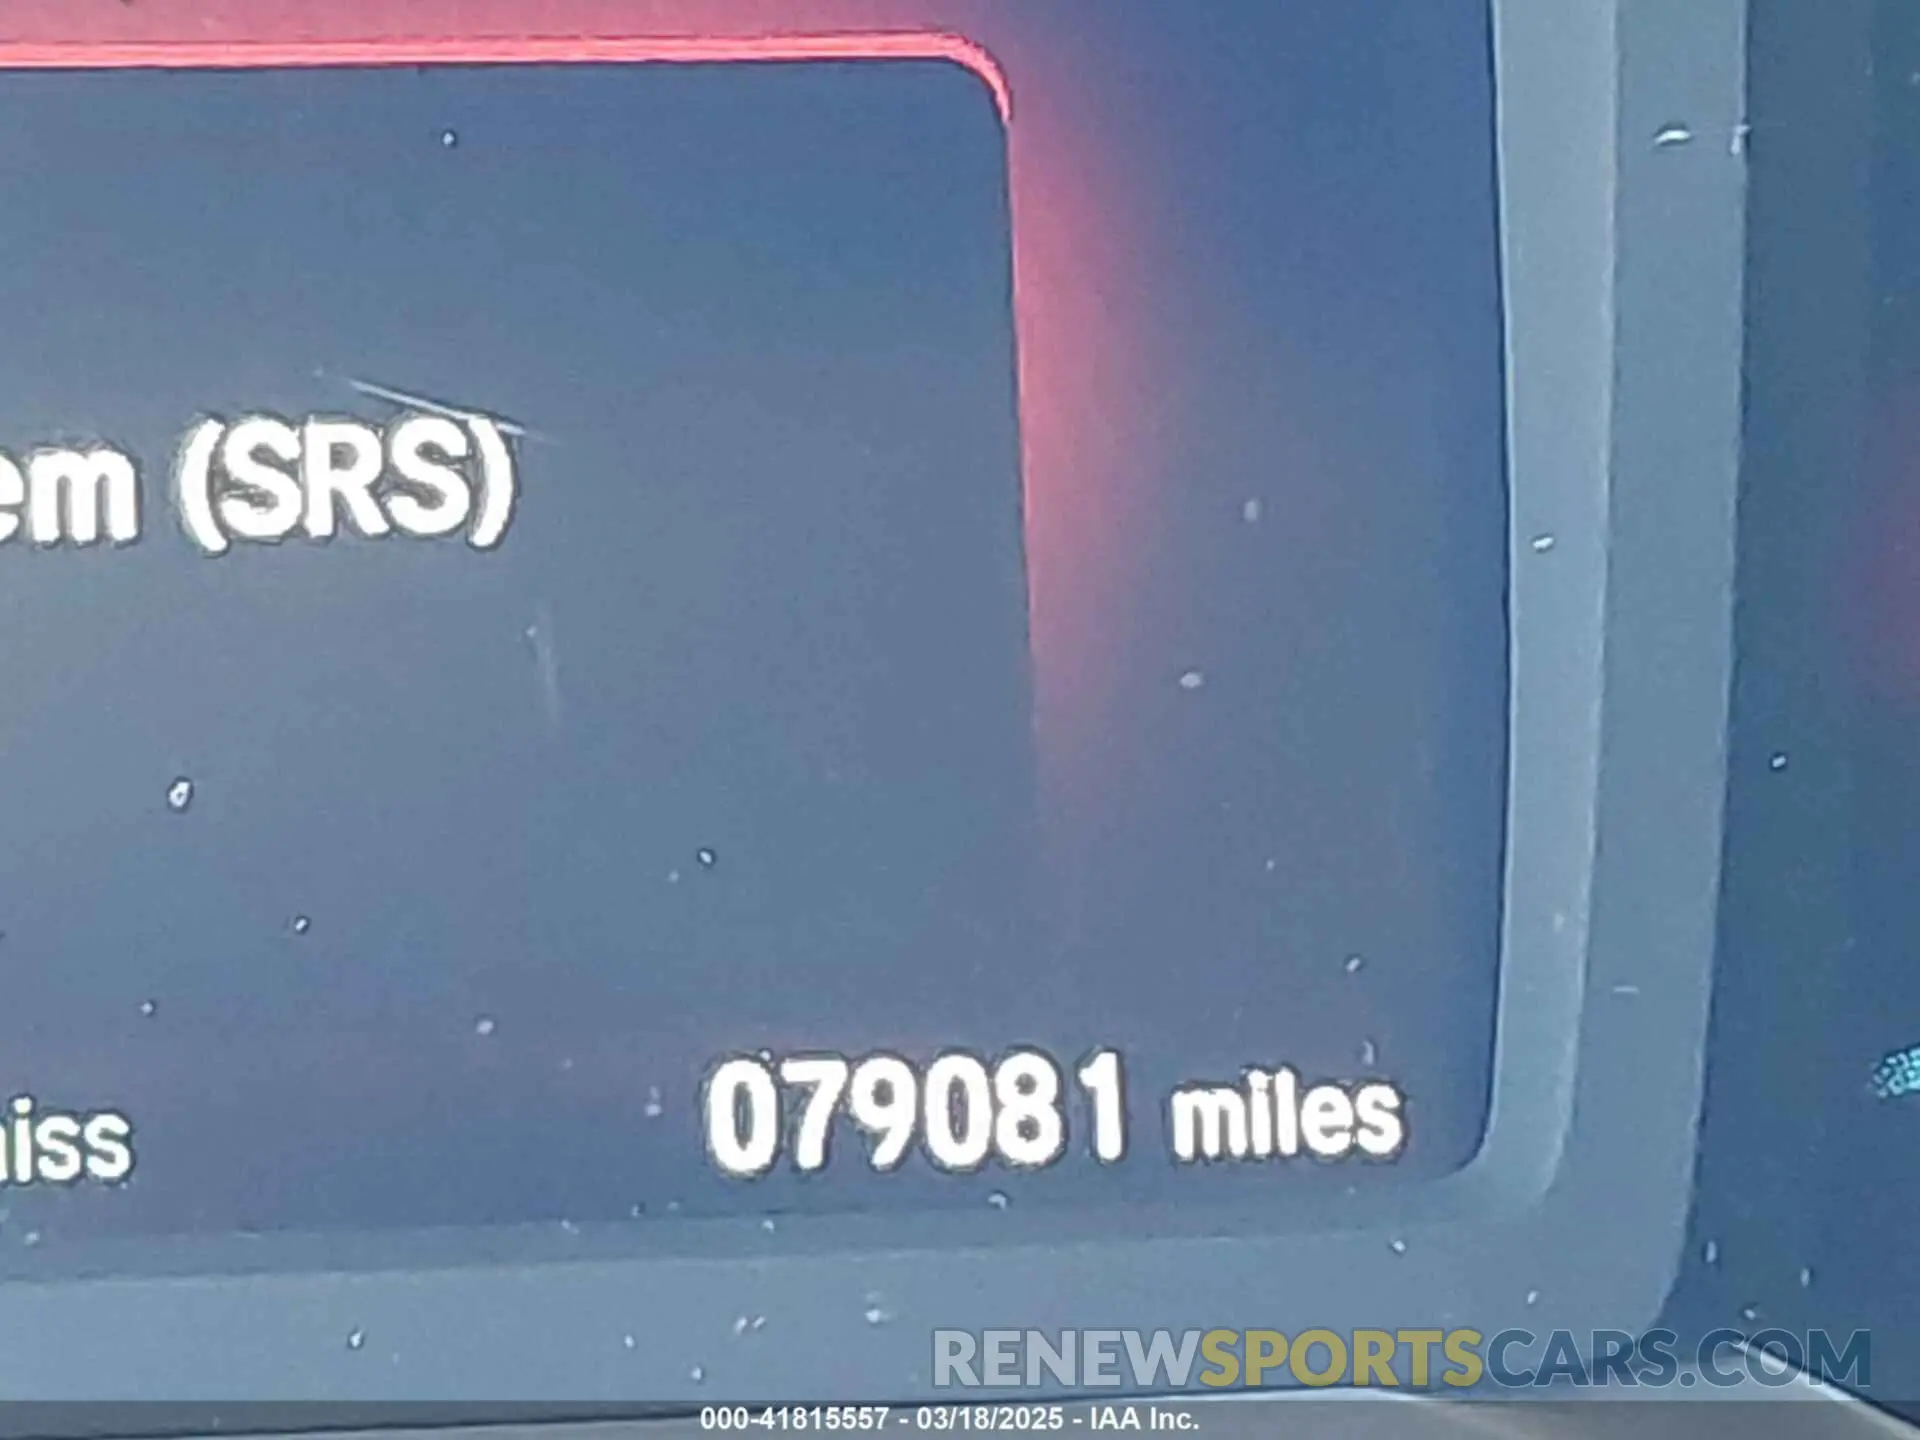 em (SRS)
079081 miles
iss
RENEWSPORTSCARS.COM
000-41815557 - 03/18/2025 - IAA Inc.